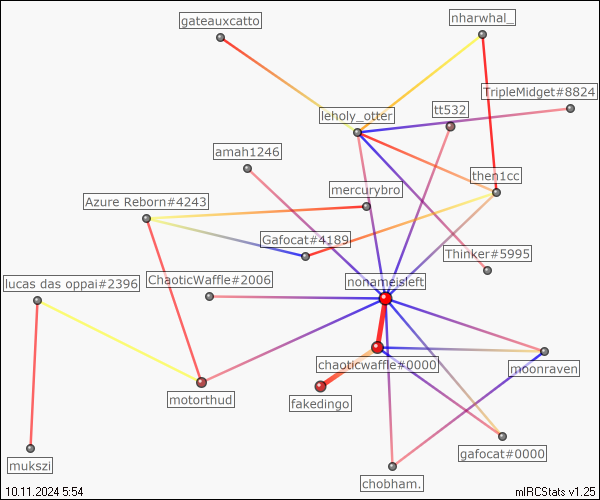 gateauxcatto
nharwhal_
TripleMidget#8824
tt532
leholy_otter
amah1246
then1cc
mercurybro
Azure Reborn#4243
Gafocat#4189
Thinker#5995
lucas das oppai#2396
ChaoticWaffle#2006
nonameisleft
chaoticwaffle#0000
moonraven
motorthud
fakedingo
gafocat#0000
mukszi
chobham.
10.11.2024 5:54
mIRCStats v1.25